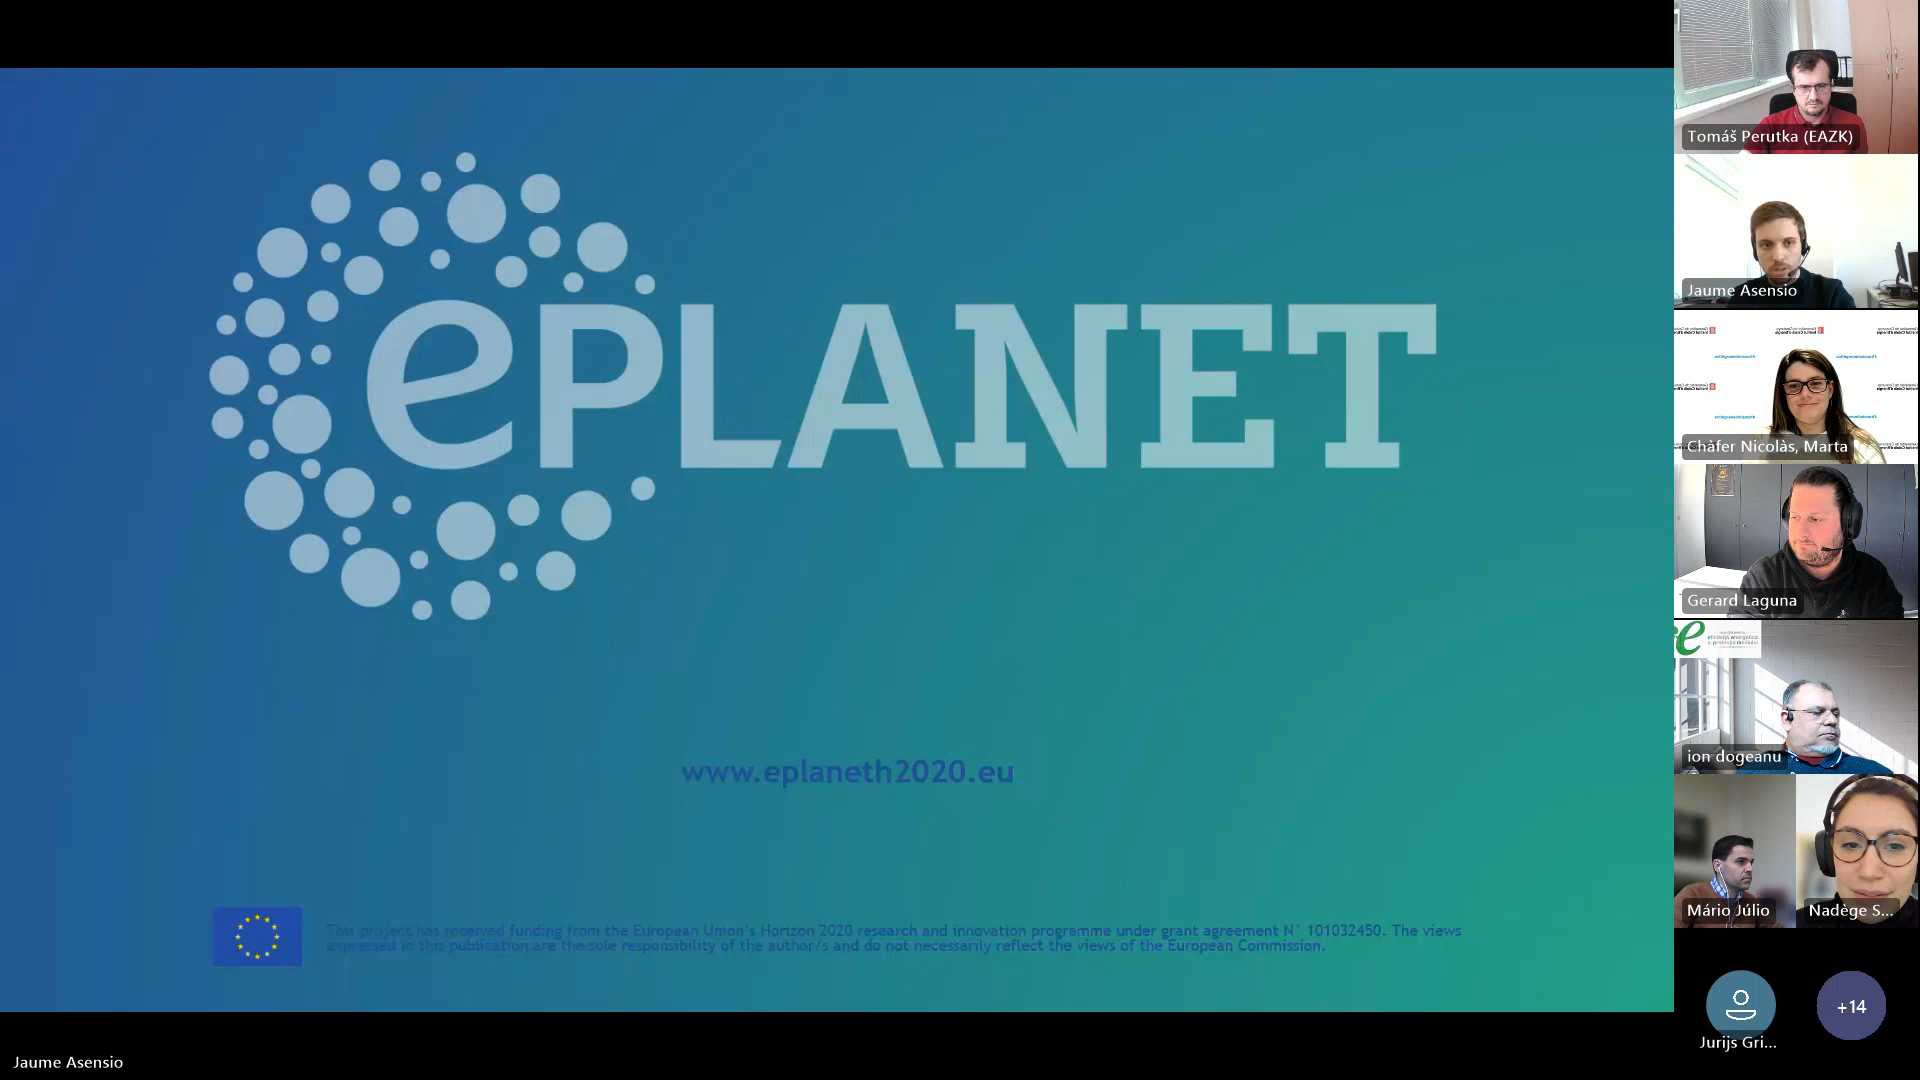 ePLANET
www.eplaneth2020.eu
This project has received funding from the European Union's Horizon 2020 research and innovation programme under grant agreement N° 101032450. The views
expressed in this publication are the sole responsibility of the author/s and do not necessarily reflect the views of the European Commission.
Jaume Asensio
Tomáš Perutka (EAZK)
Jaume Asensio
Chàfer Nicolàs, Marta
Gerard Laguna
ion dogeanu
Mário Júlio
Nadège S...
Jurijs Gri...
+14